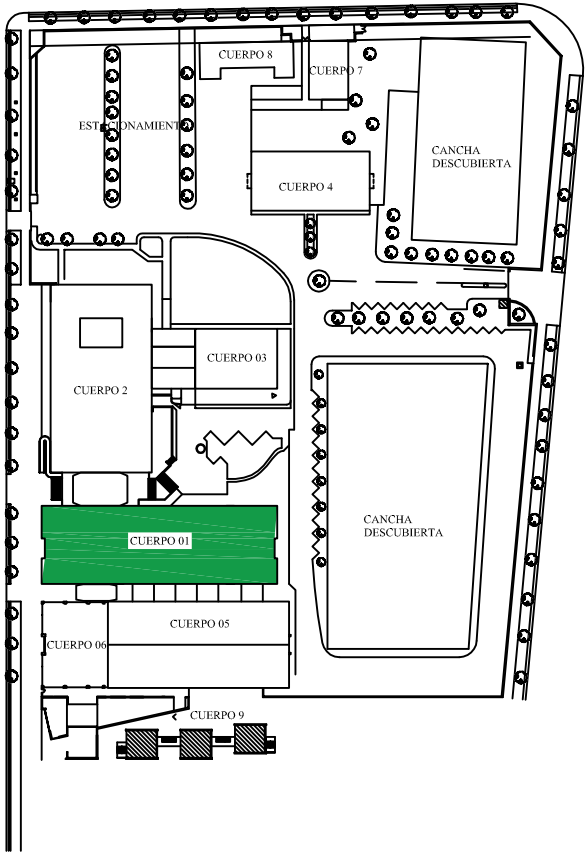 CUERPO 8
CUERPO 7
ESTACIONAMIENTO
CANCHA
DESCUBIERTA
CUERPO 4
CUERPO 03
CUERPO 2
CANCHA
DESCUBIERTA
CUERPO 01
CUERPO 05
CUERPO 06
CUERPO 9